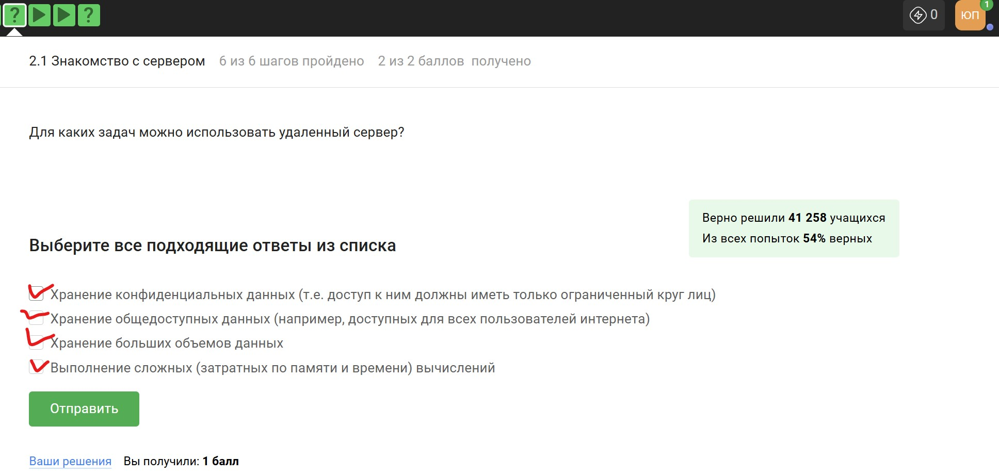 ?
?
0
ЮП
1
2.1 Знакомство с сервером 6 из 6 шагов пройдено 2 из 2 баллов получено
Для каких задач можно использовать удаленный сервер?
Верно решили 41 258 учащихся
Из всех попыток 54% верных
Выберите все подходящие ответы из списка
Хранение конфиденциальных данных (т.е. доступ к ним должны иметь только ограниченный круг лиц)
Хранение общедоступных данных (например, доступных для всех пользователей интернета)
Хранение больших объемов данных
Выполнение сложных (затратных по памяти и времени) вычислений
Отправить
Ваши решения Вы получили: 1 балл